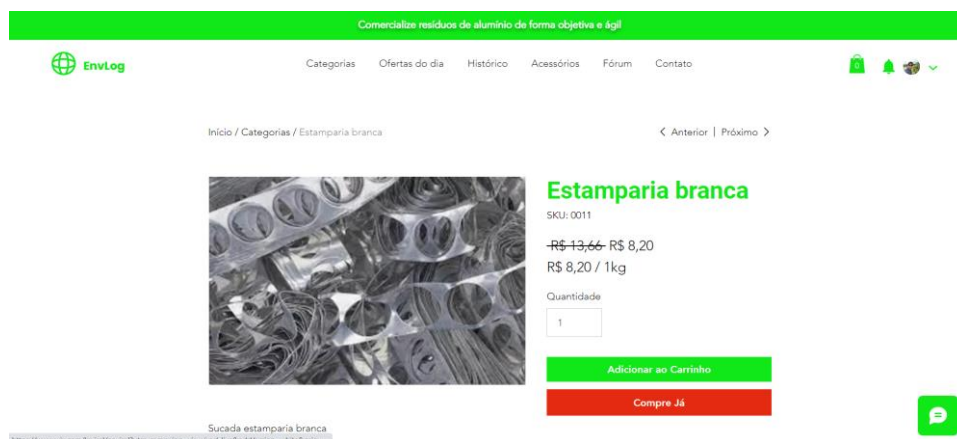 Comercialize resíduos de alumínio de forma objetiva e ágil
EnvLog
Categorias Ofertas do dia Histórico Acessórios Fórum Contato
0
Início / Categorias / Estamparia branca
< Anterior | Próximo >
Estamparia branca
SKU: 0011
R$ 13,66 R$ 8,20
R$ 8,20 / 1kg
Quantidade
1
Adicionar ao Carrinho
Compre Já
Sucada estamparia branca